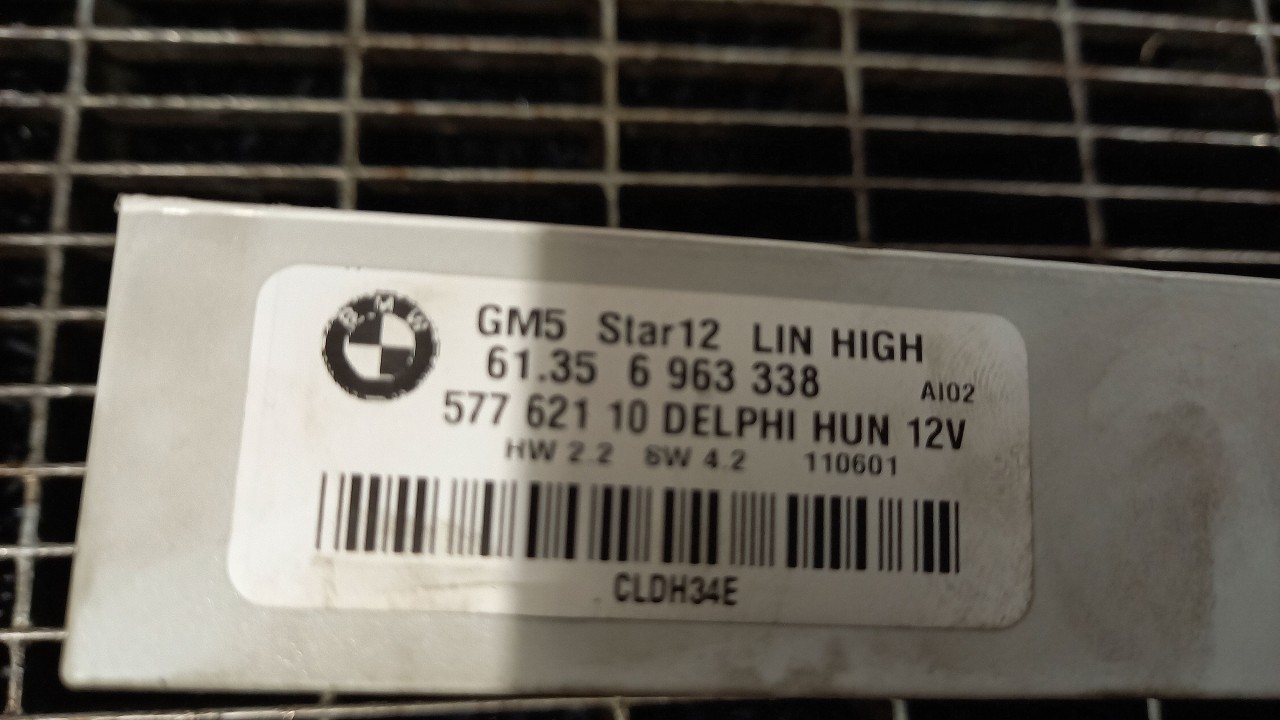 BMW
GM5 Star12 LIN HIGH
61.35 6 963 338 AI02
577 621 10 DELPHI HUN 12V
HW 2.2 SW 4.2 110601
CLDH34E